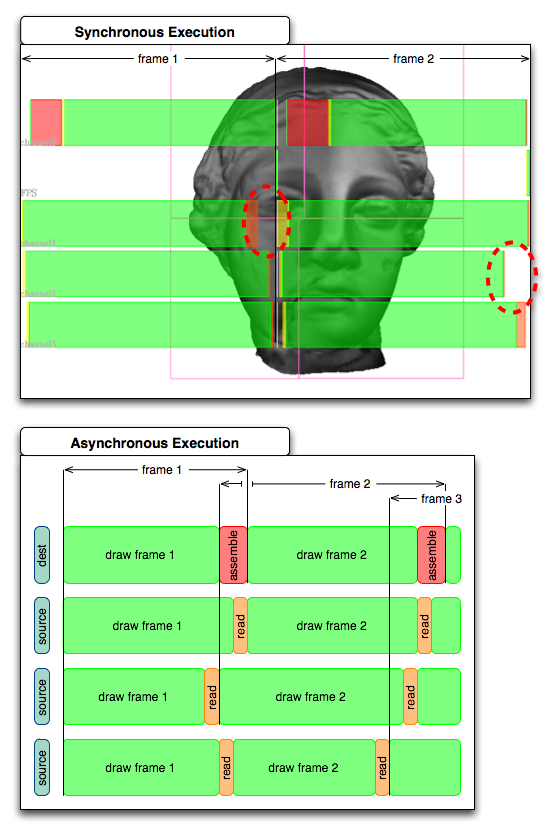 Synchronous Execution
frame 1 frame 2
FPS
channel1
channel2
channel3
Asynchronous Execution
frame 1
frame 2
frame 3
dest draw frame 1 assemble draw frame 2 assemble
source draw frame 1 read draw frame 2 read
source draw frame 1 read draw frame 2 read
source draw frame 1 read draw frame 2 read